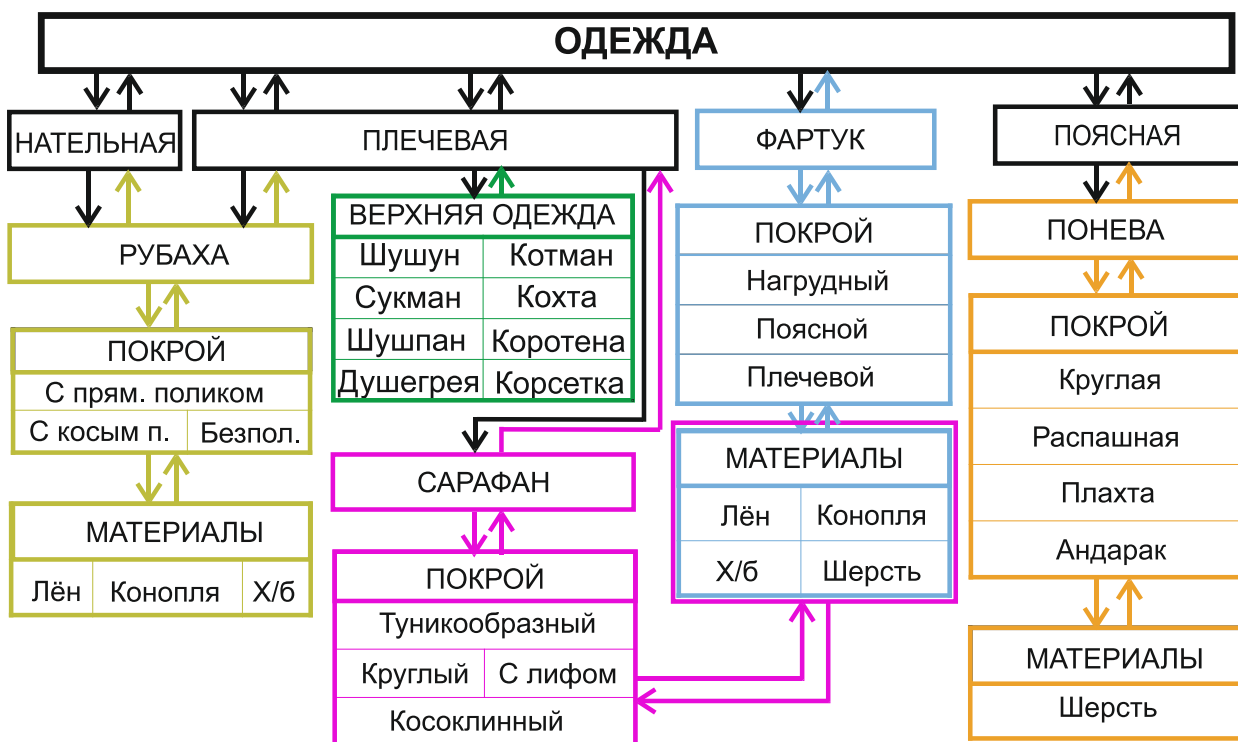 ОДЕЖДА
НАТЕЛЬНАЯ
ПЛЕЧЕВАЯ
ФАРТУК
ПОЯСНАЯ
РУБАХА
ПОКРОЙ
С прям. поликом
С косым п. Безпол.
МАТЕРИАЛЫ
Лён Конопля Х/б
ВЕРХНЯЯ ОДЕЖДА
Шушун Котман
Сукман Кохта
Шушпан Коротена
Душегрея Корсетка
САРАФАН
ПОКРОЙ
Туникообразный
Круглый С лифом
Косоклинный
ПОКРОЙ
Нагрудный
Поясной
Плечевой
МАТЕРИАЛЫ
Лён Конопля
Х/б Шерсть
ПОНЕВА
ПОКРОЙ
Круглая
Распашная
Плахта
Андарак
МАТЕРИАЛЫ
Шерсть